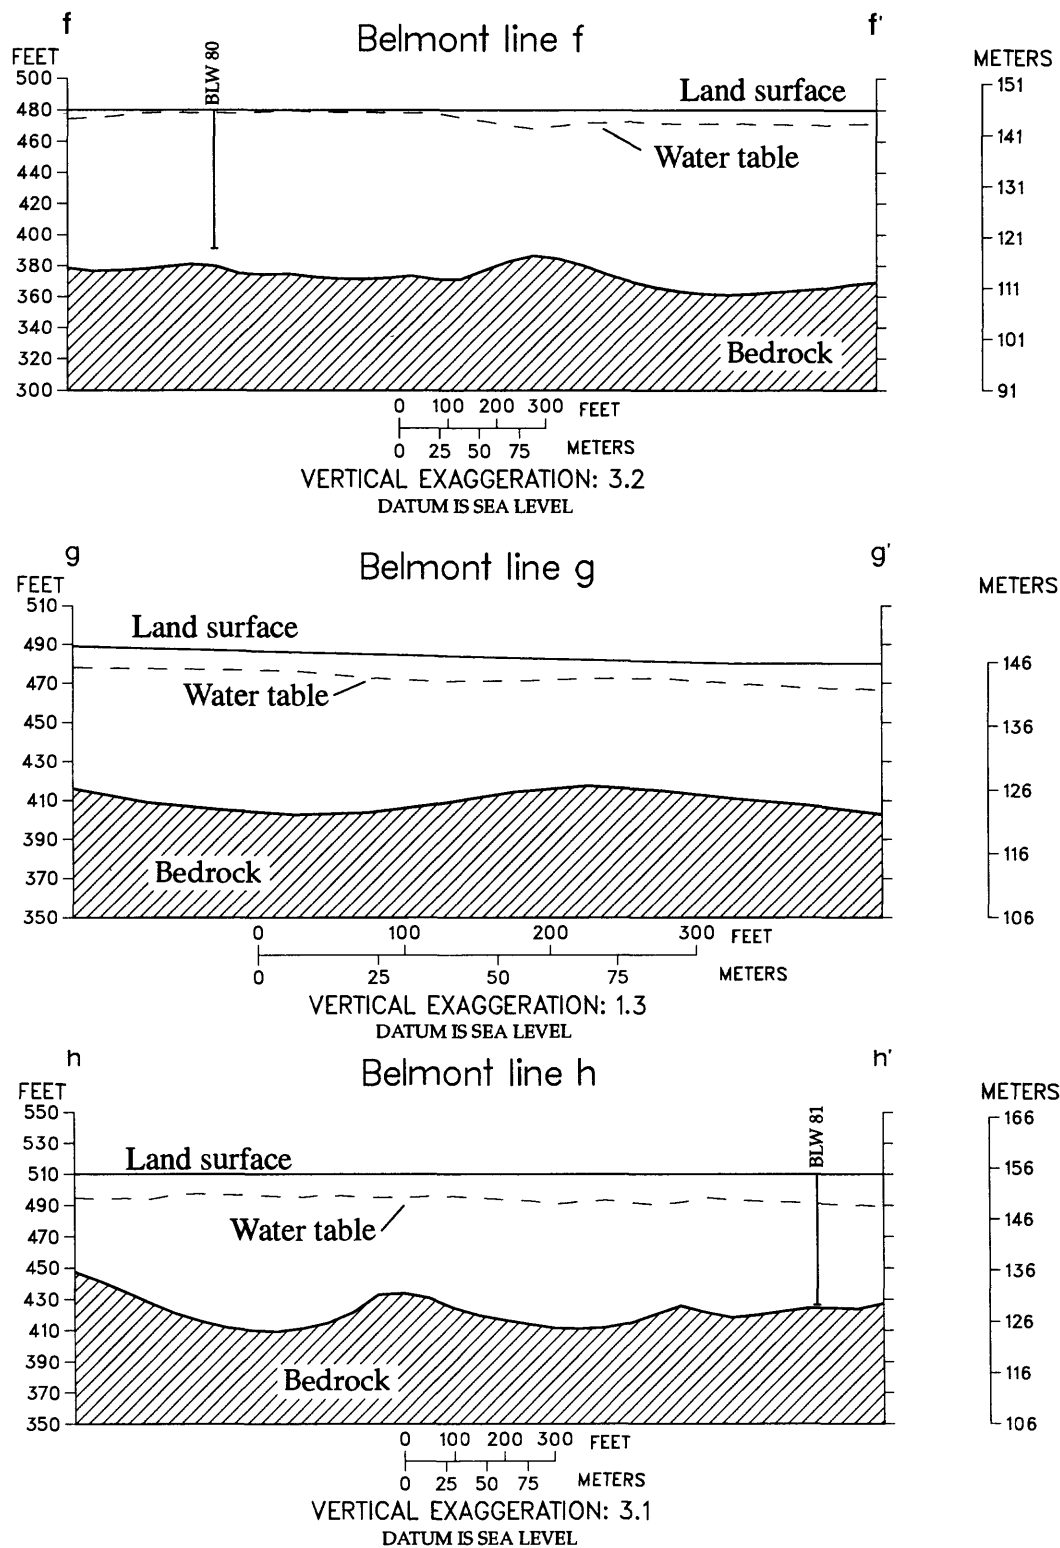 f
Belmont line f
f'
FEET
METERS
BLW 80
500
480
460
440
420
400
380
360
340
320
300
Land surface
Water table
Bedrock
151
141
131
121
111
101
91
0 100 200 300 FEET
0 25 50 75 METERS
VERTICAL EXAGGERATION: 3.2
DATUM IS SEA LEVEL
g
Belmont line g
g'
FEET
METERS
510
490
470
450
430
410
390
370
350
Land surface
Water table
Bedrock
146
136
126
116
106
0 100 200 300 FEET
0 25 50 75 METERS
VERTICAL EXAGGERATION: 1.3
DATUM IS SEA LEVEL
h
Belmont line h
h'
FEET
METERS
BLW 81
550
530
510
490
470
450
430
410
390
370
350
Land surface
Water table
Bedrock
166
156
146
136
126
116
106
0 100 200 300 FEET
0 25 50 75 METERS
VERTICAL EXAGGERATION: 3.1
DATUM IS SEA LEVEL